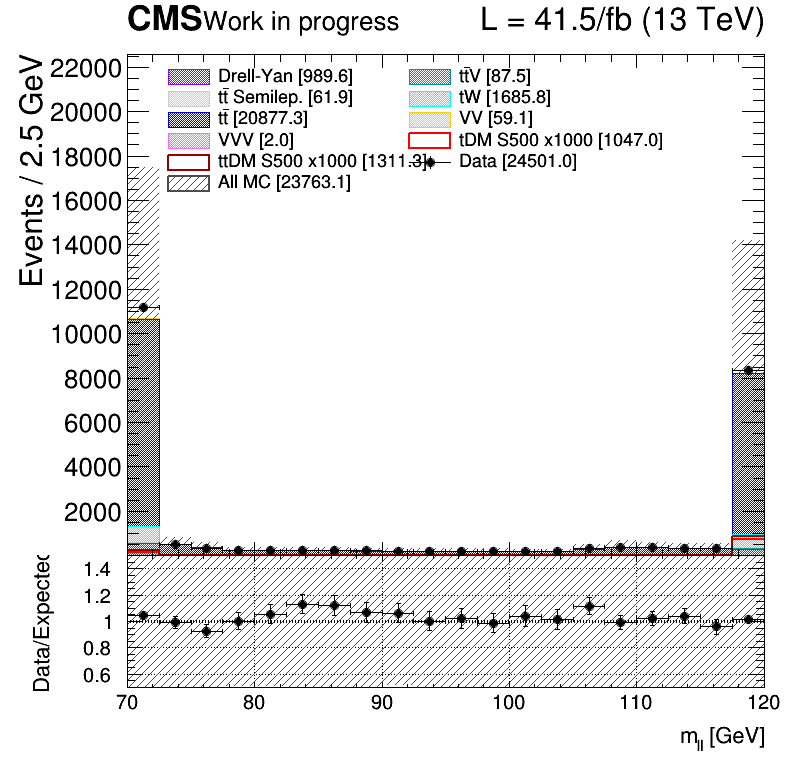 CMS Work in progress L = 41.5/fb (13 TeV)
Events / 2.5 GeV
22000
20000
18000
16000
14000
12000
10000
8000
6000
4000
2000
Drell-Yan [989.6]
tt̄ Semilep. [61.9]
tt̄ [20877.3]
VVV [2.0]
ttDM S500 x1000 [1311.3]
All MC [23763.1]
tt̄V [87.5]
tW [1685.8]
VV [59.1]
tDM S500 x1000 [1047.0]
Data [24501.0]
Data/Expected
1.4
1.2
1
0.8
0.6
70 80 90 100 110 120
m_ll [GeV]